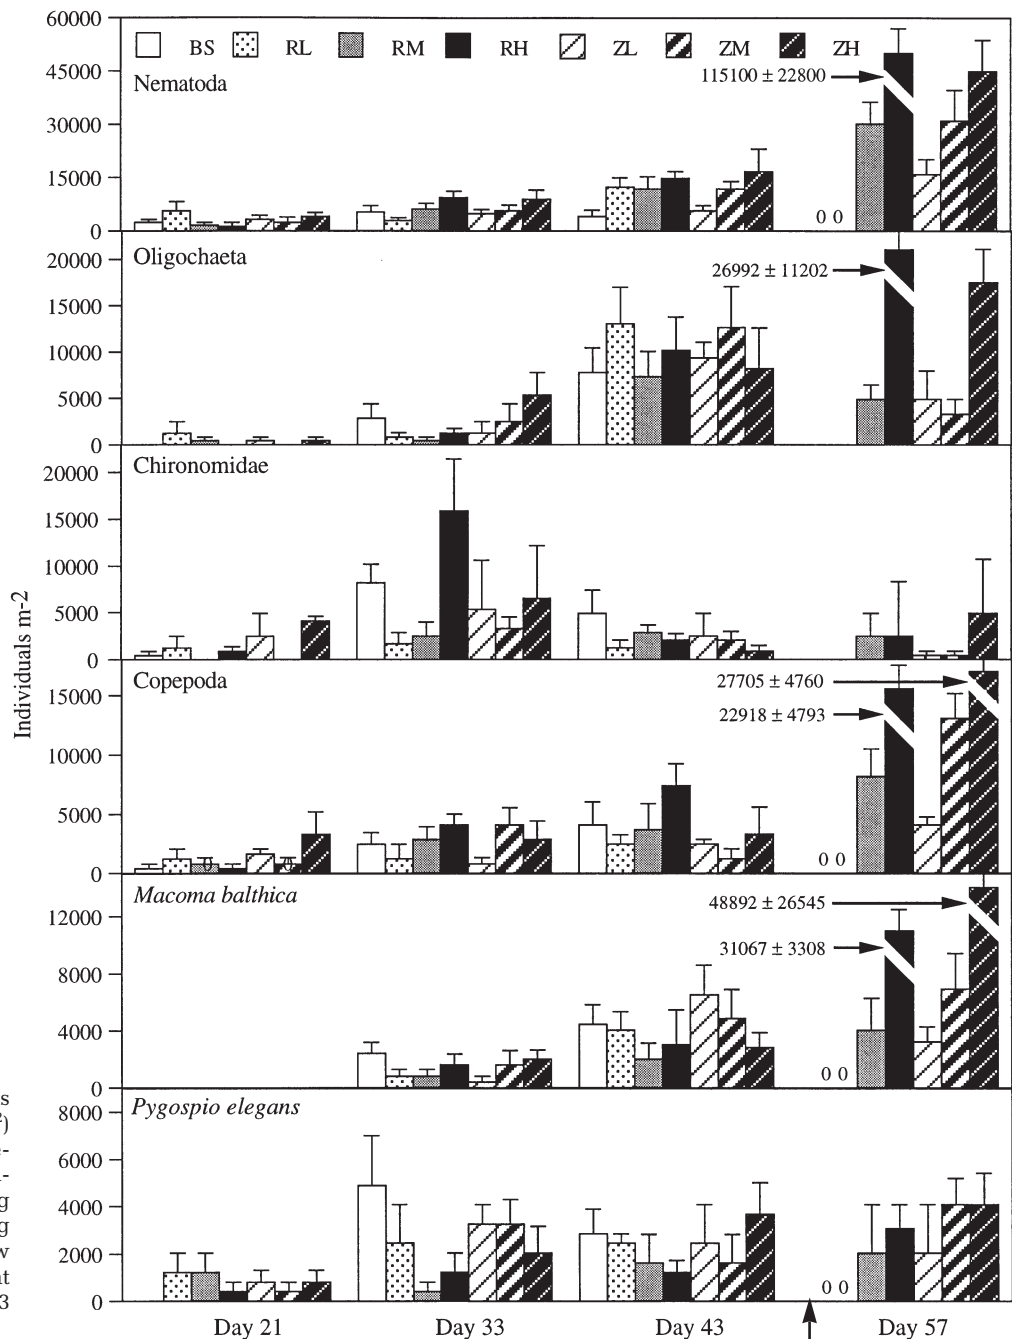 60000
BS RL RM RH ZL ZM ZH
115100 ± 22800
45000
Nematoda
30000
15000
0 0
0
20000
Oligochaeta
26992 ± 11202
15000
10000
5000
0
Chironomidae
20000
15000
10000
5000
0
Individuals m-2
Copepoda
27705 ± 4760
15000
22918 ± 4793
10000
5000
0 0
0
Macoma balthica
48892 ± 26545
12000
31067 ± 3308
8000
4000
0 0
0
Pygospio elegans
8000
6000
4000
2000
0 0
0
Day 21 Day 33 Day 43 Day 57
s
²)
e-
-
g
g
w
nt
3